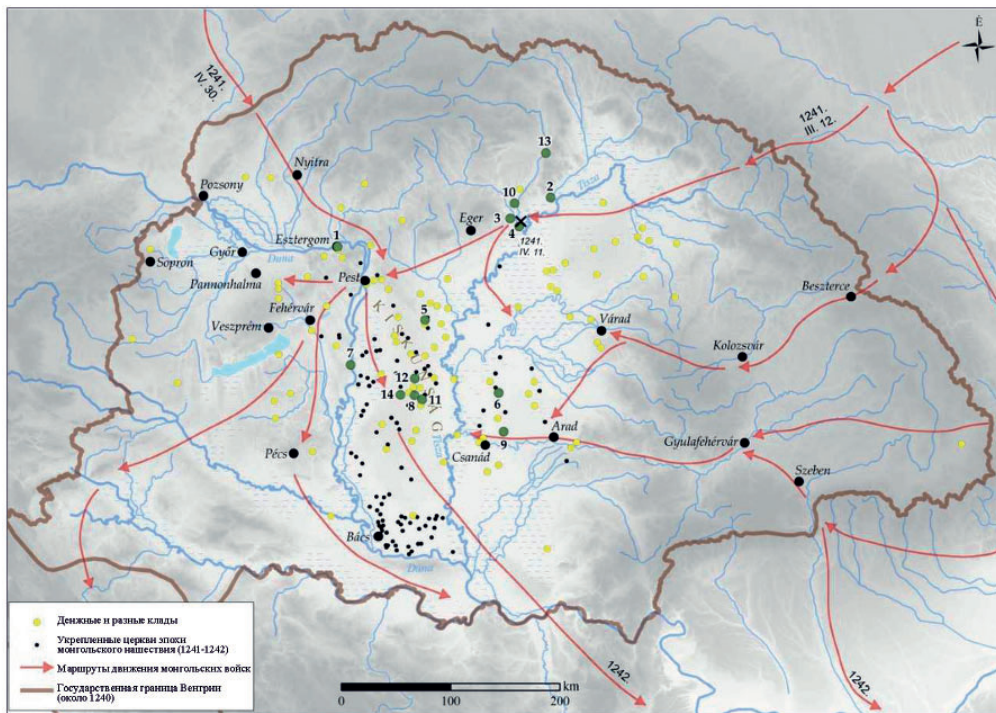 É
1241.
IV. 30.
1241.
III. 12.
13
Nyitra
Tisza
10
2
Pozsony
3
Eger
4
Esztergom
1
1241.
IV. 11.
Győr
Duna
Sopron
Pest
Pannonhalma
Beszterce
Fehérvár
KISKUNSÁG
5
Veszprém
Várad
Kolozsvár
7
12
14
8
11
6
Tisza
9
Arad
Csanád
Gyulafehérvár
Pécs
Szeben
Bács
Duna
Денжные и разные клады
Укрепленные церкви эпохи
монгольского нашествия (1241-1242)
Маршруты движения монгольских войск
Государственная граница Венгрии
(около 1240)
0
100
200
km
1242.
1242.